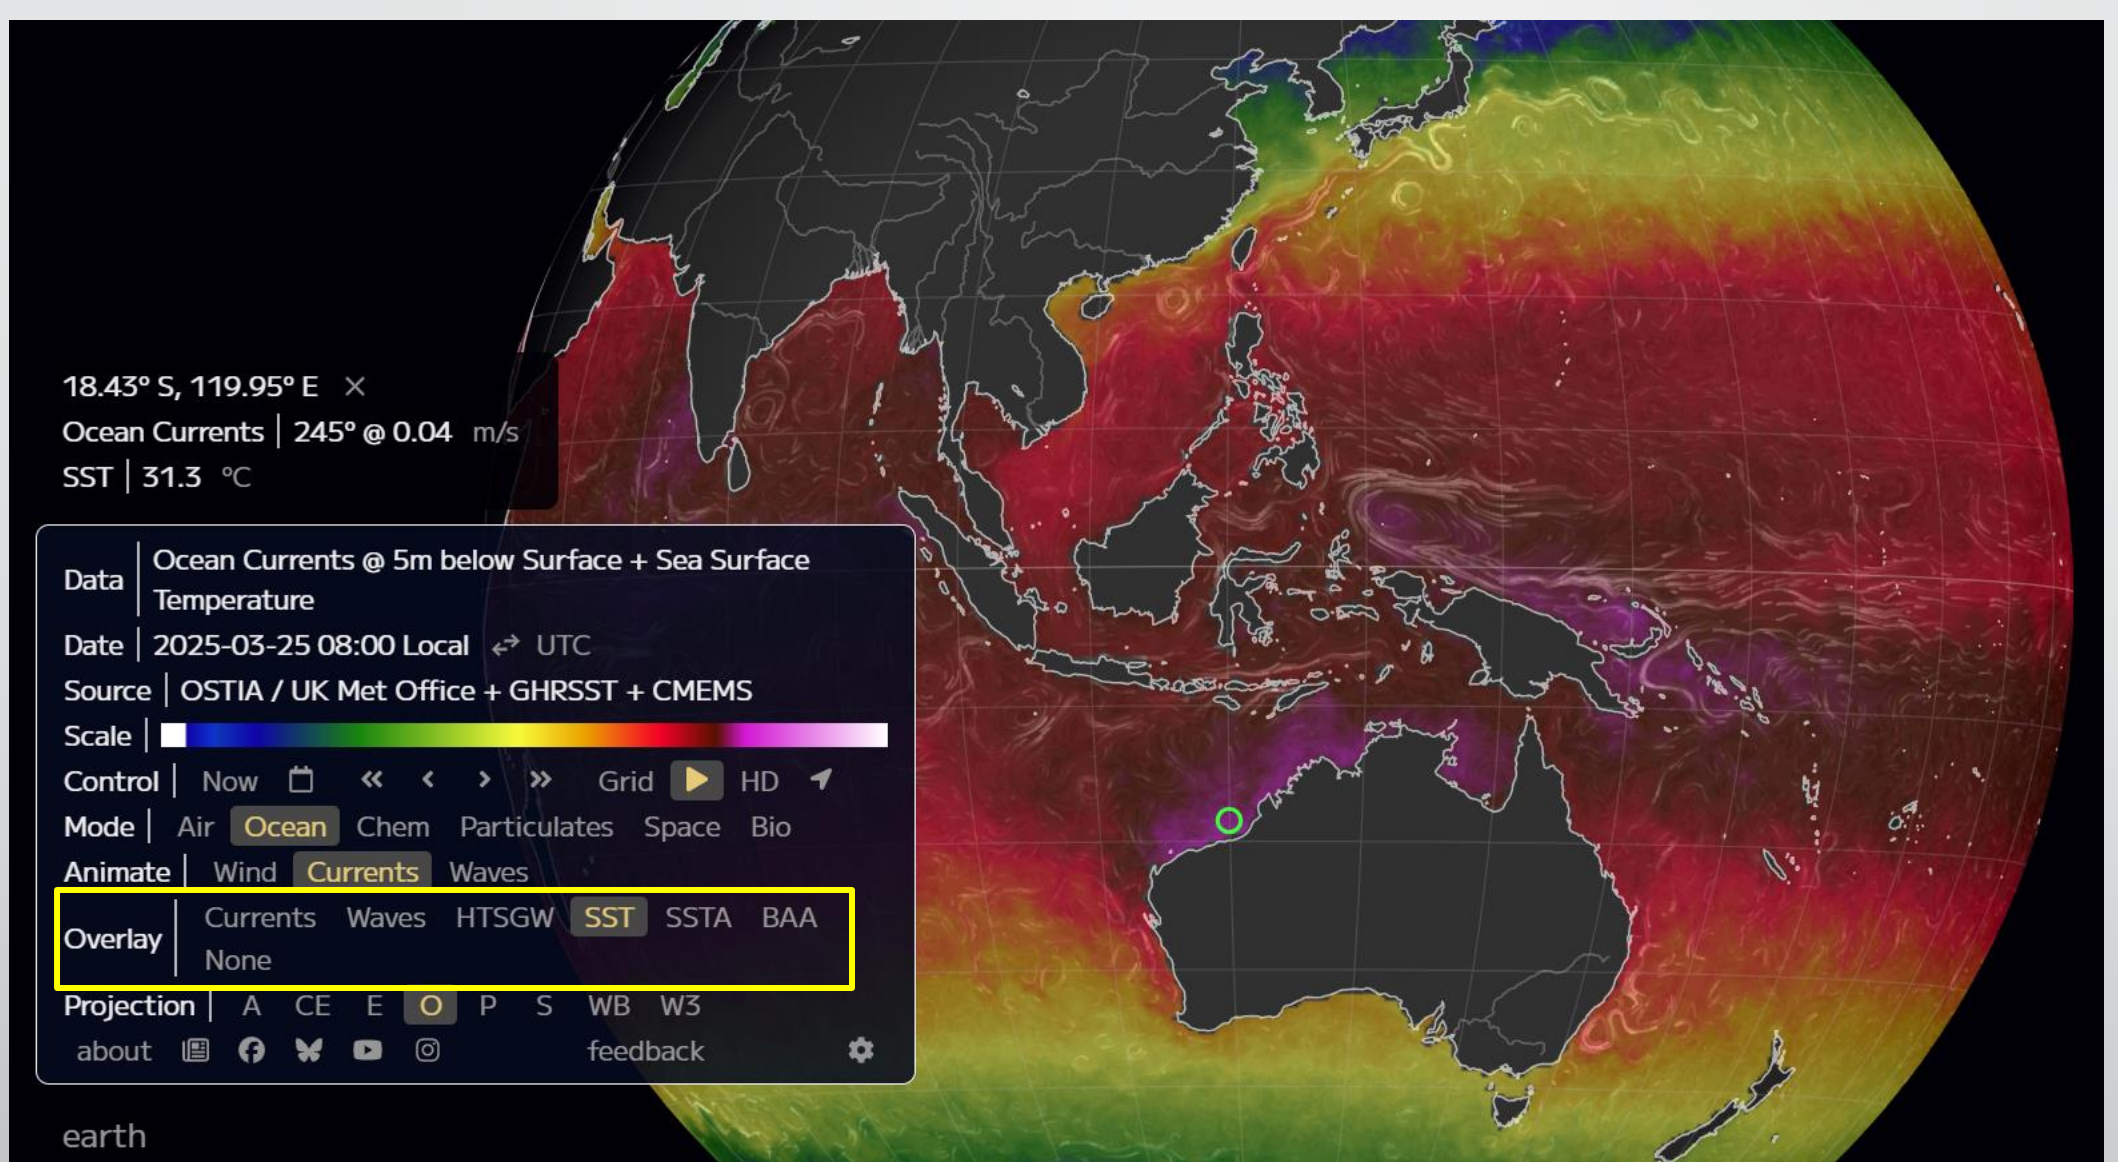 18.43° S, 119.95° E ×
Ocean Currents | 245° @ 0.04 m/s
SST | 31.3 °C
Data | Ocean Currents @ 5m below Surface + Sea Surface
Temperature
Date | 2025-03-25 08:00 Local ⇄ UTC
Source | OSTIA / UK Met Office + GHRSST + CMEMS
Scale |
Control | Now « ‹ › » Grid HD
Mode | Air Ocean Chem Particulates Space Bio
Animate | Wind Currents Waves
Overlay | Currents Waves HTSGW SST SSTA BAA
None
Projection | A CE E O P S WB W3
about feedback
earth